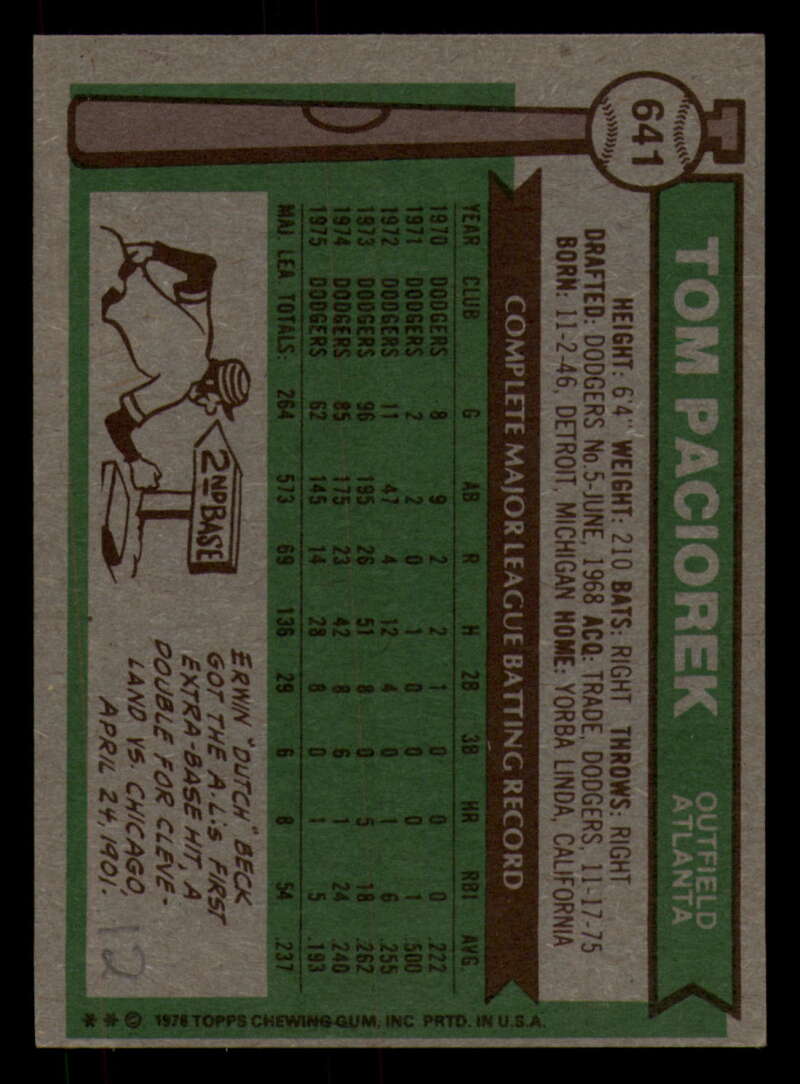 641
TOM PACIOREK
OUTFIELD
ATLANTA
HEIGHT: 6'4" WEIGHT: 210 BATS: RIGHT THROWS: RIGHT
DRAFTED: DODGERS No.5-JUNE, 1968 ACQ: TRADE, DODGERS, 11-17-75
BORN: 11-2-46, DETROIT, MICHIGAN HOME: YORBA LINDA, CALIFORNIA
COMPLETE MAJOR LEAGUE BATTING RECORD
YEAR CLUB G AB R H 2B 3B HR RBI AVG
1970 DODGERS 8 9 2 2 1 0 0 0 .222
1971 DODGERS 2 2 0 1 0 0 0 1 .500
1972 DODGERS 11 47 4 12 4 0 1 6 .255
1973 DODGERS 96 195 26 51 8 0 5 18 .262
1974 DODGERS 85 175 23 42 8 6 1 24 .240
1975 DODGERS 62 145 14 28 8 0 1 5 .193
MAJ. LEA. TOTALS: 264 573 69 136 29 6 8 54 .237
2ND BASE
ERWIN "DUTCH" BECK
GOT THE A.L.'S FIRST
EXTRA-BASE HIT, A
DOUBLE FOR CLEVE-
LAND VS. CHICAGO,
APRIL 24, 1901.
12
* * © 1976 TOPPS CHEWING GUM, INC PRTD. IN U.S.A.